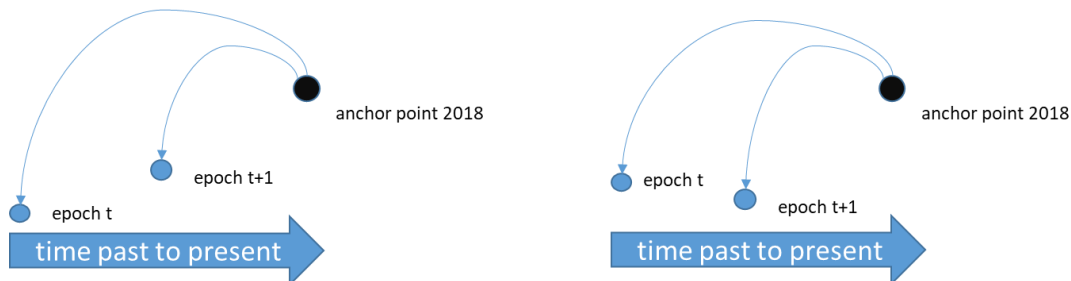 anchor point 2018
epoch t+1
epoch t
time past to present
anchor point 2018
epoch t
epoch t+1
time past to present